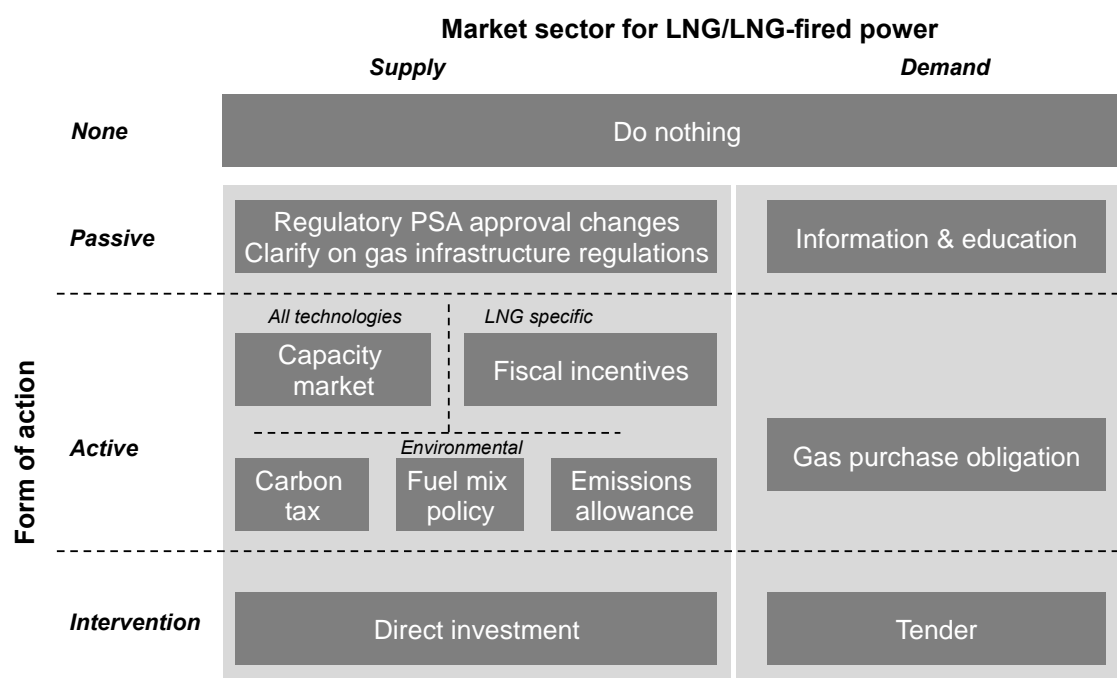 Market sector for LNG/LNG-fired power
Supply
Demand
None
Do nothing
Passive
Regulatory PSA approval changes
Clarify on gas infrastructure regulations
Information & education
Form of action
Active
All technologies
LNG specific
Capacity
market
Fiscal incentives
Environmental
Carbon
tax
Fuel mix
policy
Emissions
allowance
Gas purchase obligation
Intervention
Direct investment
Tender